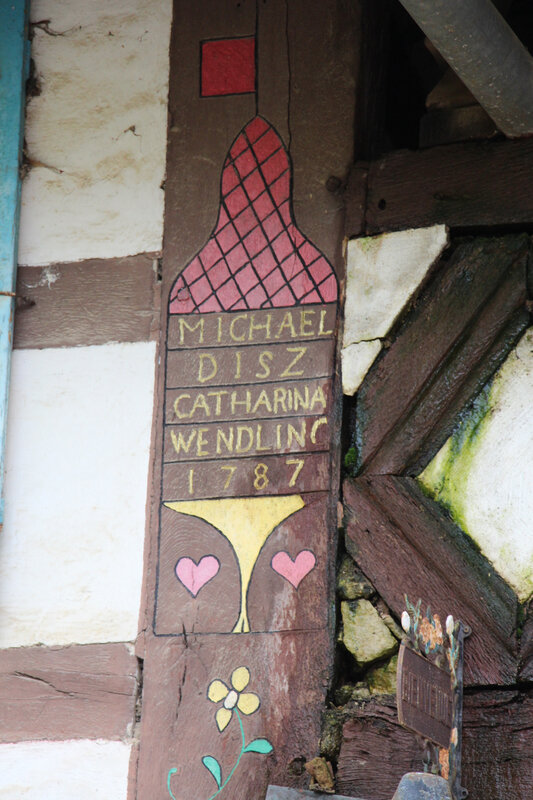 MICHAEL
DISZ
CATHARINA
WENDLING
1787